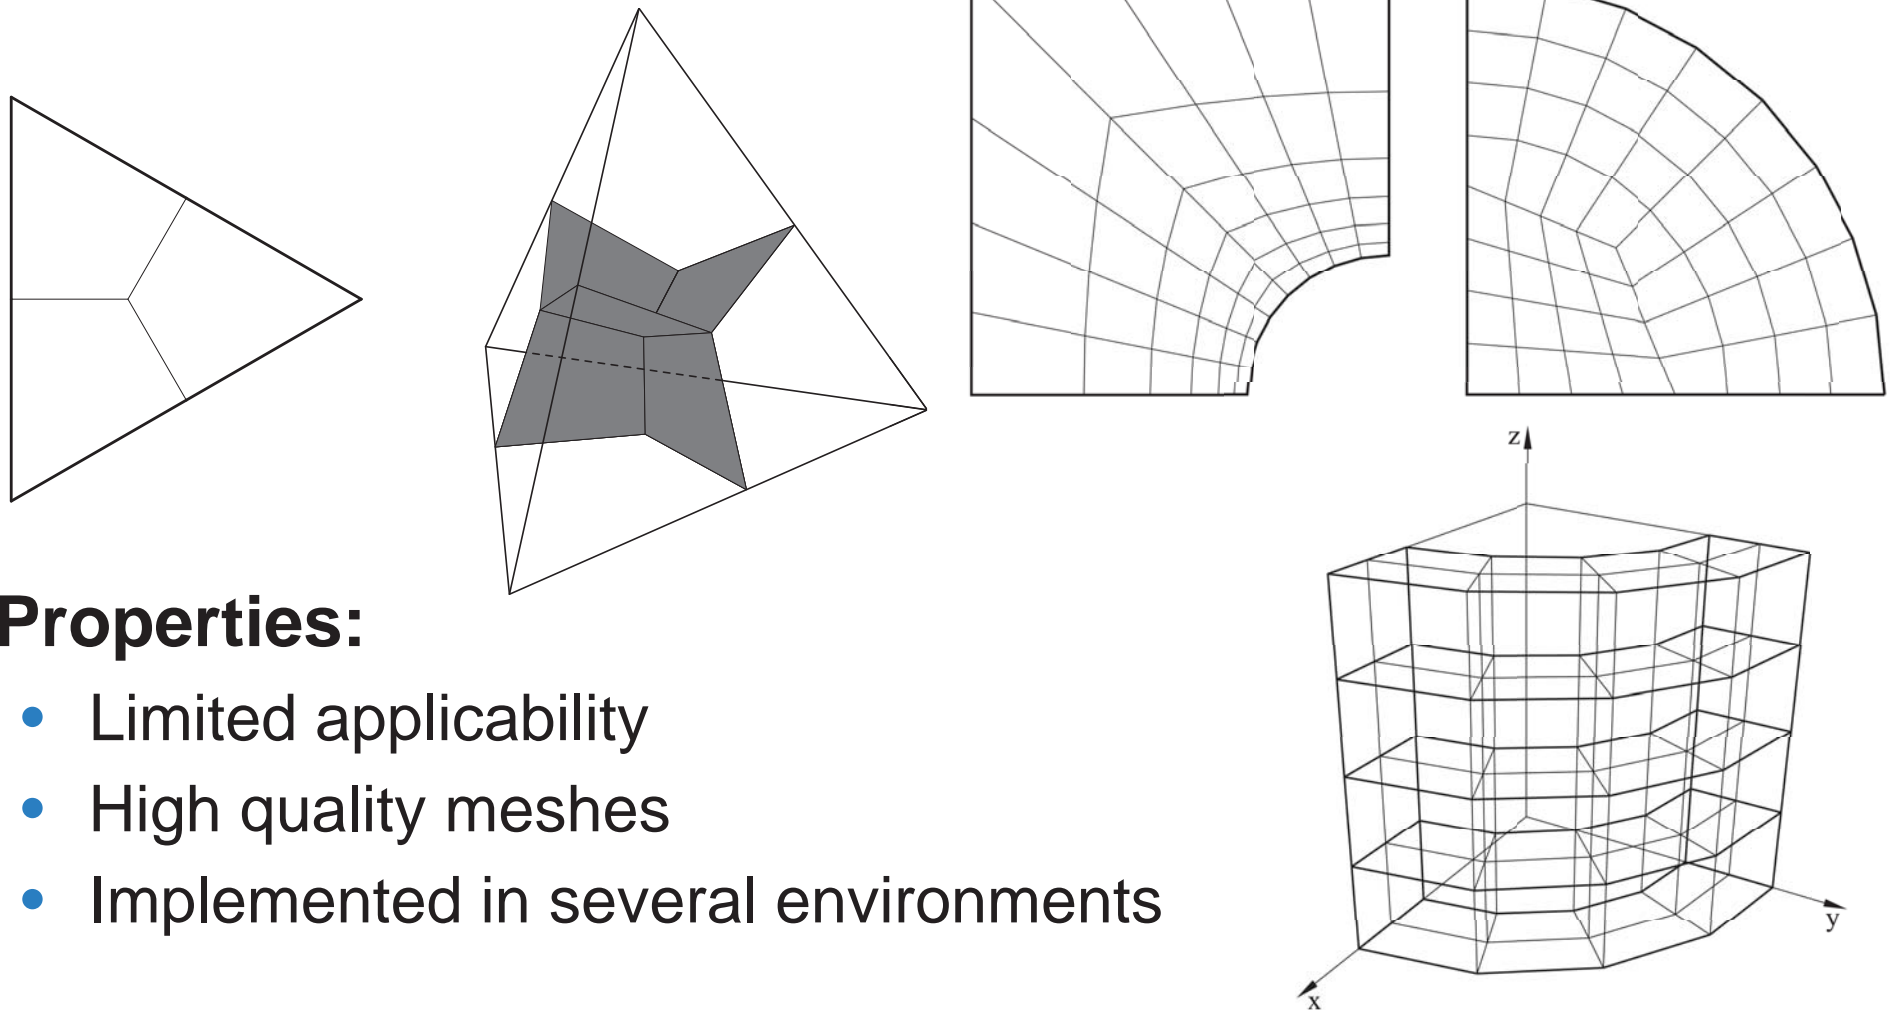 z
y
x
Properties:
• Limited applicability
• High quality meshes
• Implemented in several environments